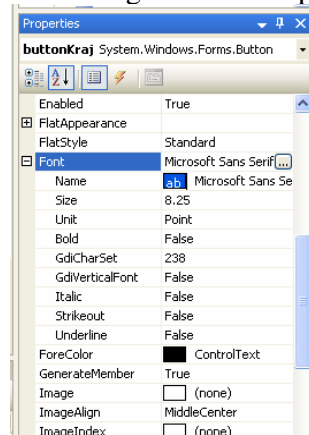 Properties
buttonKraj System.Windows.Forms.Button
Enabled True
FlatAppearance
FlatStyle Standard
Font Microsoft Sans Serif ...
Name ab Microsoft Sans Se
Size 8.25
Unit Point
Bold False
GdiCharSet 238
GdiVerticalFont False
Italic False
Strikeout False
Underline False
ForeColor ControlText
GenerateMember True
Image (none)
ImageAlign MiddleCenter
ImageIndex (none)